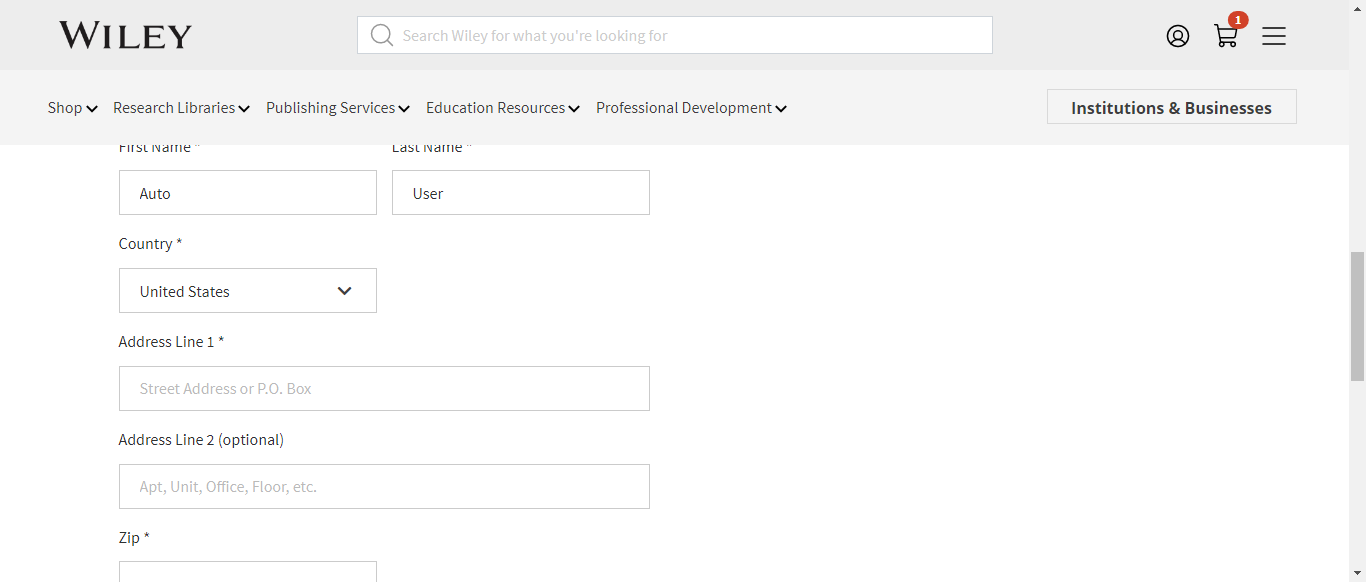 WILEY
Search Wiley for what you're looking for
1
Shop Research Libraries Publishing Services Education Resources Professional Development Institutions & Businesses
First Name * Last Name *
Auto User
Country *
United States
Address Line 1 *
Street Address or P.O. Box
Address Line 2 (optional)
Apt, Unit, Office, Floor, etc.
Zip *